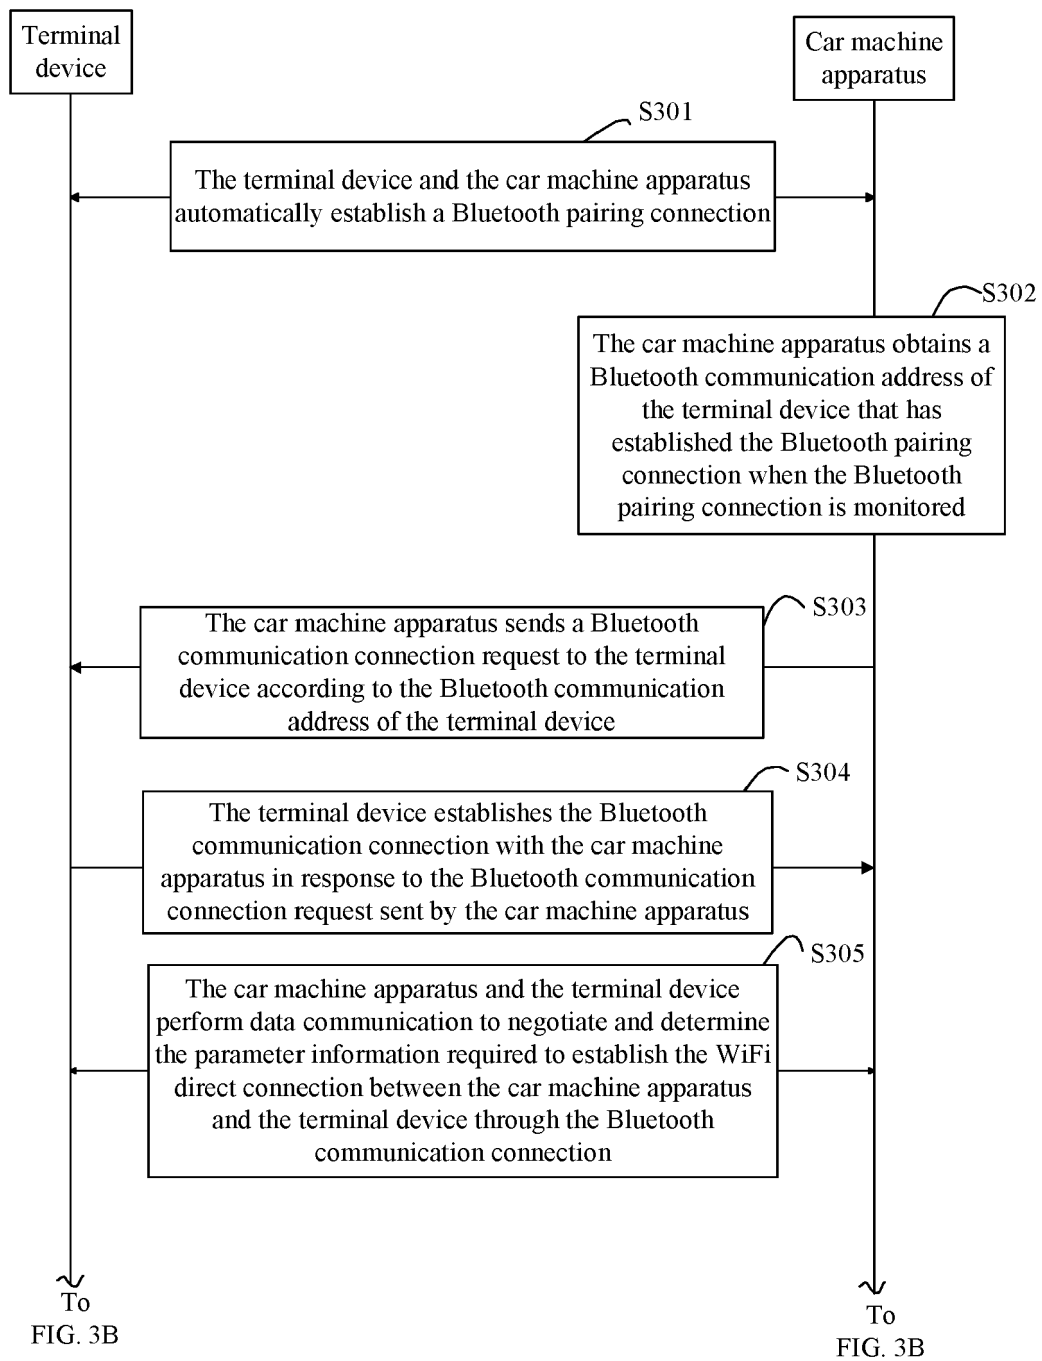 Terminal
device
Car machine
apparatus
S301
The terminal device and the car machine apparatus
automatically establish a Bluetooth pairing connection
S302
The car machine apparatus obtains a
Bluetooth communication address of
the terminal device that has
established the Bluetooth pairing
connection when the Bluetooth
pairing connection is monitored
S303
The car machine apparatus sends a Bluetooth
communication connection request to the terminal
device according to the Bluetooth communication
address of the terminal device
S304
The terminal device establishes the Bluetooth
communication connection with the car machine
apparatus in response to the Bluetooth communication
connection request sent by the car machine apparatus
S305
The car machine apparatus and the terminal device
perform data communication to negotiate and determine
the parameter information required to establish the WiFi
direct connection between the car machine apparatus
and the terminal device through the Bluetooth
communication connection
To
FIG. 3B
To
FIG. 3B